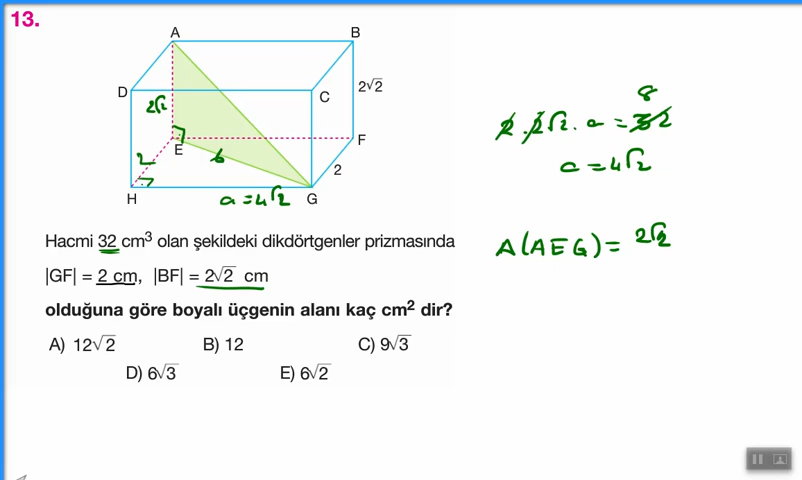 13.
A
B
D
C
2√2
2√2
E
F
2
6
2
H
a = 4√2
G
2 . 2√2 . a = 32
8
a = 4√2
A(AEG) = 2√2
Hacmi 32 cm³ olan şekildeki dikdörtgenler prizmasında
|GF| = 2 cm, |BF| = 2√2 cm
olduğuna göre boyalı üçgenin alanı kaç cm² dir?
A) 12√2 B) 12 C) 9√3
D) 6√3 E) 6√2